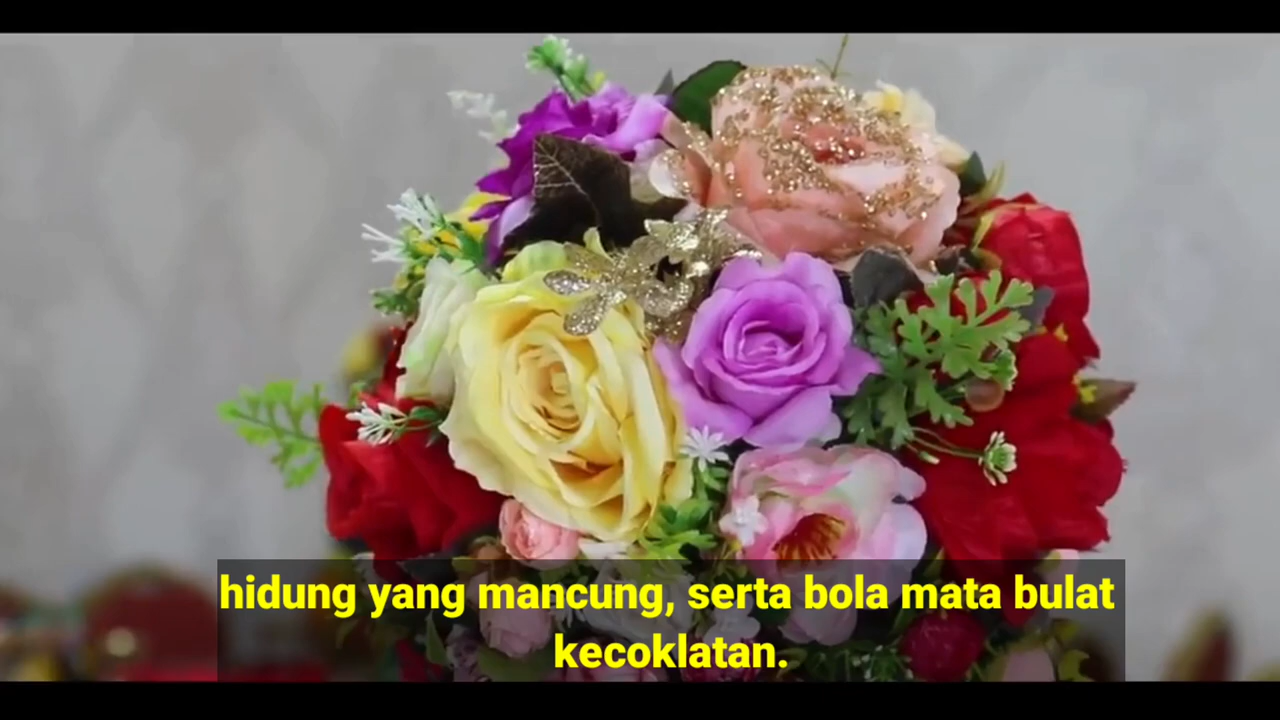 hidung yang mancung, serta bola mata bulat
kecoklatan.